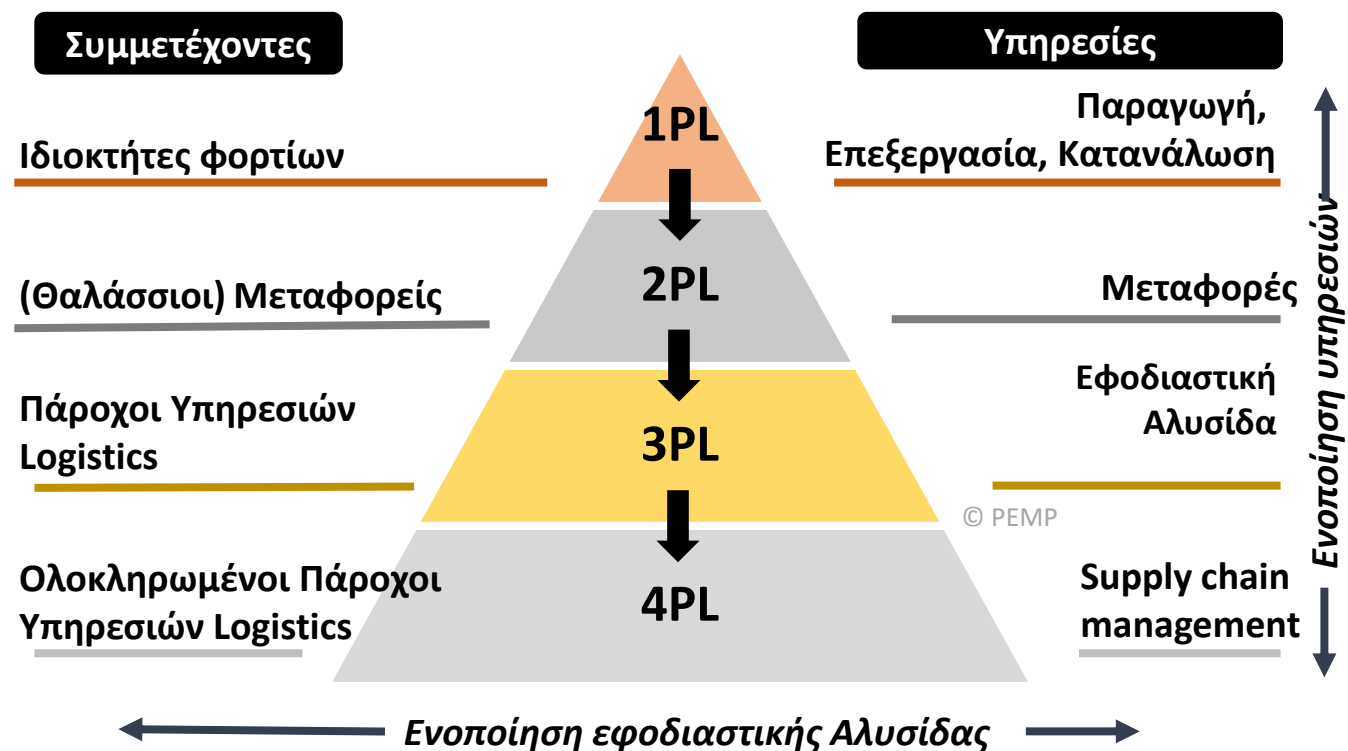 Συμμετέχοντες
Υπηρεσίες
Ιδιοκτήτες φορτίων
1PL
Παραγωγή,
Επεξεργασία, Κατανάλωση
(Θαλάσσιοι) Μεταφορείς
2PL
Μεταφορές
Πάροχοι Υπηρεσιών
Logistics
3PL
Εφοδιαστική
Αλυσίδα
© PEMP
Ολοκληρωμένοι Πάροχοι
Υπηρεσιών Logistics
4PL
Supply chain
management
Ενοποίηση υπηρεσιών
Ενοποίηση εφοδιαστικής Αλυσίδας